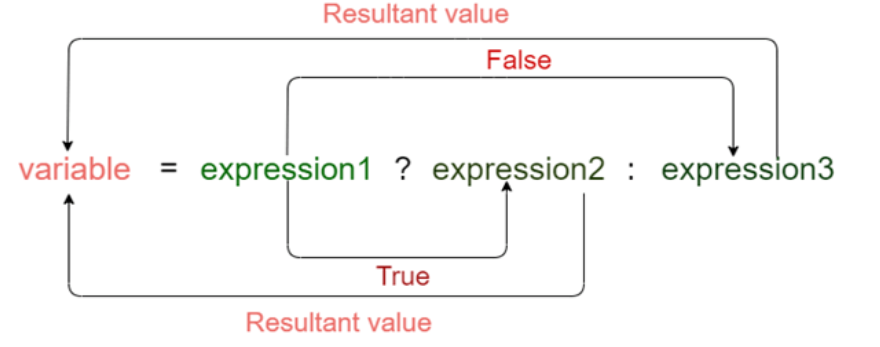 Resultant value
False
variable = expression1 ? expression2 : expression3
True
Resultant value